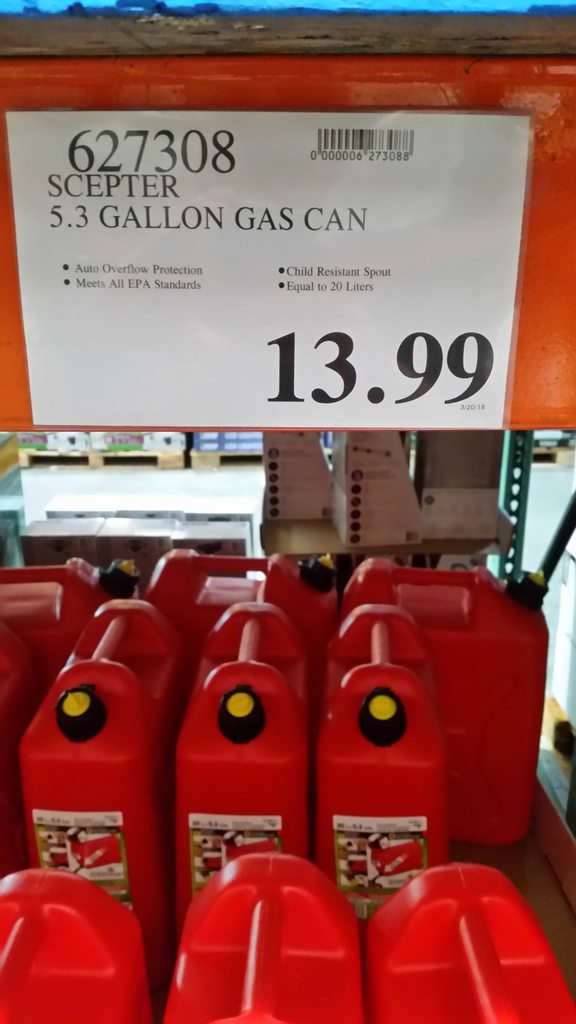 627308
0 000006 273088
SCEPTER
5.3 GALLON GAS CAN
• Auto Overflow Protection
• Meets All EPA Standards
• Child Resistant Spout
• Equal to 20 Liters
13.99
3/20/18